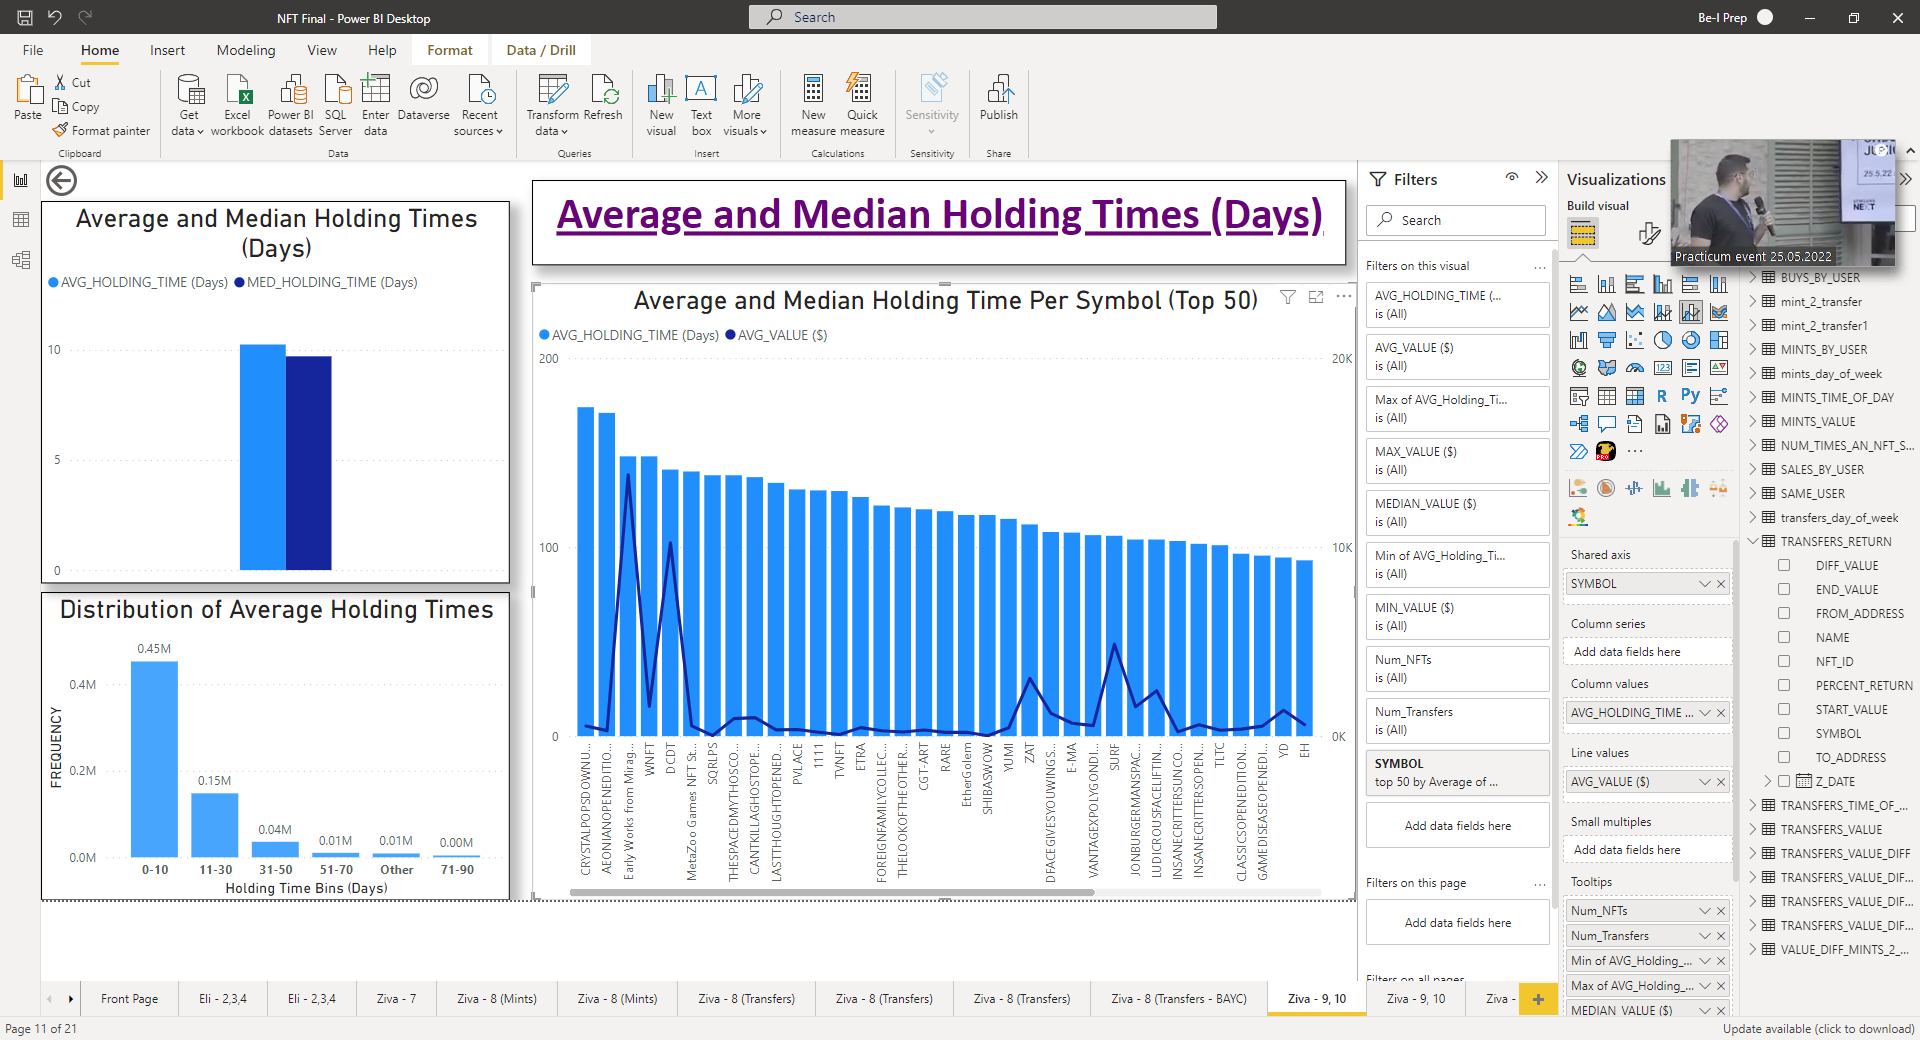 NFT Final - Power BI Desktop
Search
Be-I Prep
File
Home
Insert
Modeling
View
Help
Format
Data / Drill
Paste
Cut
Copy
Format painter
Clipboard
Get data
Excel workbook
Power BI datasets
SQL Server
Enter data
Dataverse
Recent sources
Data
Transform data
Refresh
Queries
New visual
Text box
More visuals
Insert
New measure
Quick measure
Calculations
Sensitivity
Sensitivity
Publish
Share
Average and Median Holding Times
(Days)
AVG_HOLDING_TIME (Days)
MED_HOLDING_TIME (Days)
10
5
0
Distribution of Average Holding Times
FREQUENCY
0.4M
0.2M
0.0M
0.45M
0.15M
0.04M
0.01M
0.01M
0.00M
0-10
11-30
31-50
51-70
Other
71-90
Holding Time Bins (Days)
Average and Median Holding Times (Days)
Average and Median Holding Time Per Symbol (Top 50)
AVG_HOLDING_TIME (Days)
AVG_VALUE ($)
200
100
0
20K
10K
0K
CRYSTALPOPSDOWNU...
AEONIANOPENEDITIO...
Early Works from Mirag...
WNFT
DCDT
MetaZoo Games NFT St...
SQRLPS
THESPACEDMYTHOSCO...
CANTKILLAGHOSTOPE...
LASTTHOUGHTOPENED...
PVLACE
1111
TVNFT
ETRA
FOREIGNFAMILYCOLLEC...
THELOOKOFTHEOTHER...
CGT-ART
RARE
EtherGolem
SHIBASWOW
YUMI
ZAT
DFACEGIVESYOUWINGS...
E-MA
VANTAGEXPOLYGONDI...
SURF
JONBURGERMANSPAC...
LUDICROUSFACELIFTIN...
INSANECRITTERSUNCO...
INSANECRITTERSOPEN...
TLTC
CLASSICSOPENEDITION...
GAMEDISEASEOPENEDI...
YD
EH
Filters
Search
Filters on this visual
AVG_HOLDING_TIME (...
is (All)
AVG_VALUE ($)
is (All)
Max of AVG_Holding_Ti...
is (All)
MAX_VALUE ($)
is (All)
MEDIAN_VALUE ($)
is (All)
Min of AVG_Holding_Ti...
is (All)
MIN_VALUE ($)
is (All)
Num_NFTs
is (All)
Num_Transfers
is (All)
SYMBOL
top 50 by Average of ...
Add data fields here
Filters on this page
Add data fields here
Filters on all pages
Visualizations
Build visual
123
R
Py
PRO
Shared axis
SYMBOL
Column series
Add data fields here
Column values
AVG_HOLDING_TIME ...
Line values
AVG_VALUE ($)
Small multiples
Add data fields here
Tooltips
Num_NFTs
Num_Transfers
Min of AVG_Holding_...
Max of AVG_Holding_...
MEDIAN_VALUE ($)
25.5.22
NEXT
Practicum event 25.05.2022
BUYS_BY_USER
mint_2_transfer
mint_2_transfer1
MINTS_BY_USER
mints_day_of_week
MINTS_TIME_OF_DAY
MINTS_VALUE
NUM_TIMES_AN_NFT_S...
SALES_BY_USER
SAME_USER
transfers_day_of_week
TRANSFERS_RETURN
DIFF_VALUE
END_VALUE
FROM_ADDRESS
NAME
NFT_ID
PERCENT_RETURN
START_VALUE
SYMBOL
TO_ADDRESS
Z_DATE
TRANSFERS_TIME_OF_...
TRANSFERS_VALUE
TRANSFERS_VALUE_DIFF
TRANSFERS_VALUE_DIF...
TRANSFERS_VALUE_DIF...
TRANSFERS_VALUE_DIF...
VALUE_DIFF_MINTS_2_...
Front Page
Eli - 2,3,4
Eli - 2,3,4
Ziva - 7
Ziva - 8 (Mints)
Ziva - 8 (Mints)
Ziva - 8 (Transfers)
Ziva - 8 (Transfers)
Ziva - 8 (Transfers)
Ziva - 8 (Transfers - BAYC)
Ziva - 9, 10
Ziva - 9, 10
Ziva -
Page 11 of 21
Update available (click to download)